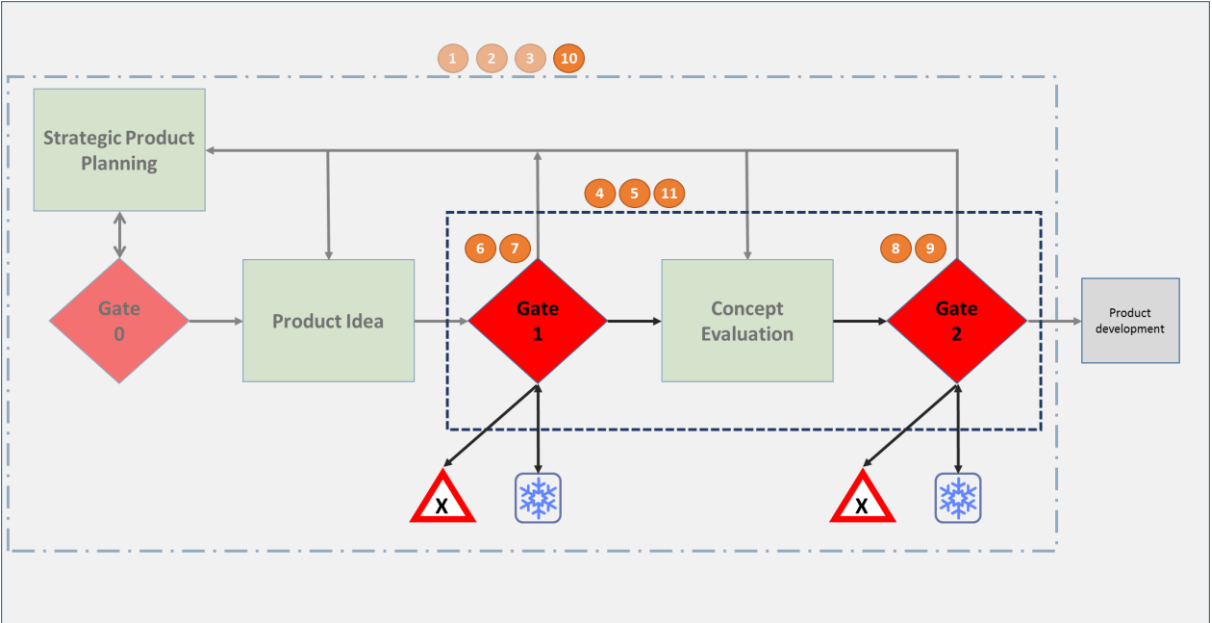 1 2 3 10
Strategic Product
Planning
4 5 11
6 7
8 9
Gate
0
Product Idea
Gate
1
Concept
Evaluation
Gate
2
Product
development
X
X